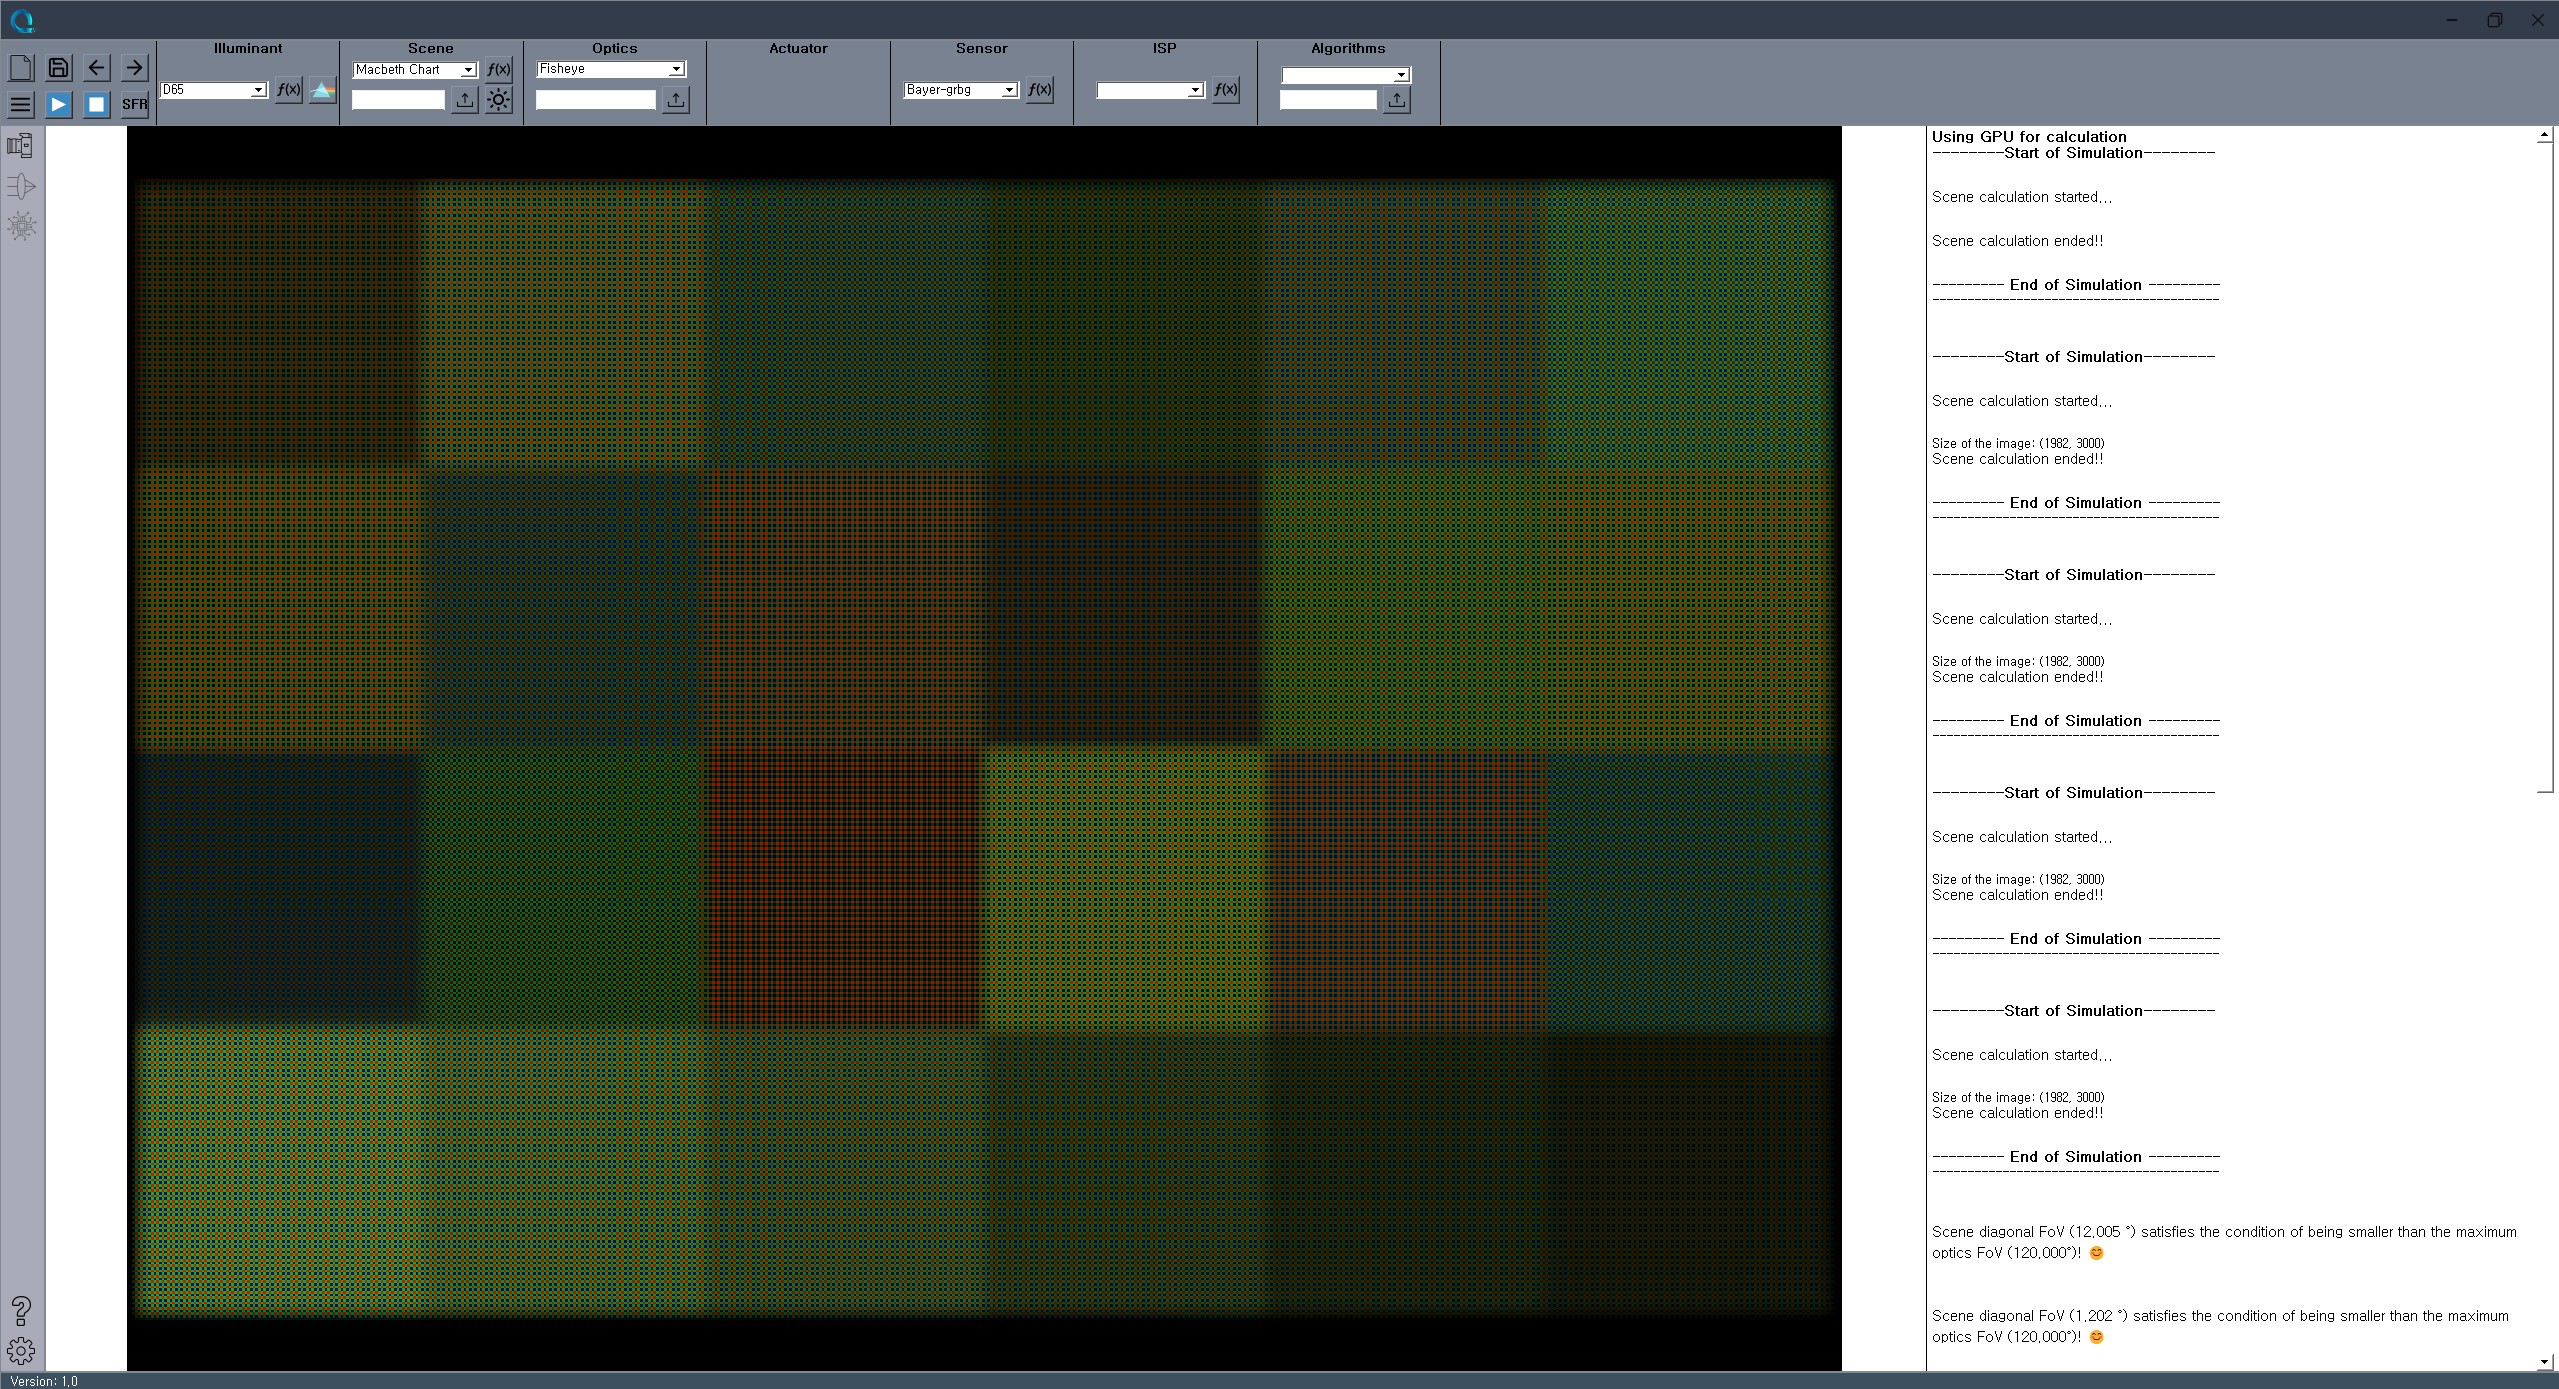 Illuminant
Scene
Optics
Actuator
Sensor
ISP
Algorithms
D65
f(x)
Macbeth Chart
f(x)
Fisheye
Bayer-grbg
f(x)
f(x)
SFR
Using GPU for calculation
--------Start of Simulation--------
Scene calculation started...
Scene calculation ended!!
--------- End of Simulation ---------
-----------------------------------------
--------Start of Simulation--------
Scene calculation started...
Size of the image: (1982, 3000)
Scene calculation ended!!
--------- End of Simulation ---------
-----------------------------------------
--------Start of Simulation--------
Scene calculation started...
Size of the image: (1982, 3000)
Scene calculation ended!!
--------- End of Simulation ---------
-----------------------------------------
--------Start of Simulation--------
Scene calculation started...
Size of the image: (1982, 3000)
Scene calculation ended!!
--------- End of Simulation ---------
-----------------------------------------
--------Start of Simulation--------
Scene calculation started...
Size of the image: (1982, 3000)
Scene calculation ended!!
--------- End of Simulation ---------
-----------------------------------------
Scene diagonal FoV (12.005 °) satisfies the condition of being smaller than the maximum
optics FoV (120.000°)! 😊
Scene diagonal FoV (1.202 °) satisfies the condition of being smaller than the maximum
optics FoV (120.000°)! 😊
Version: 1.0